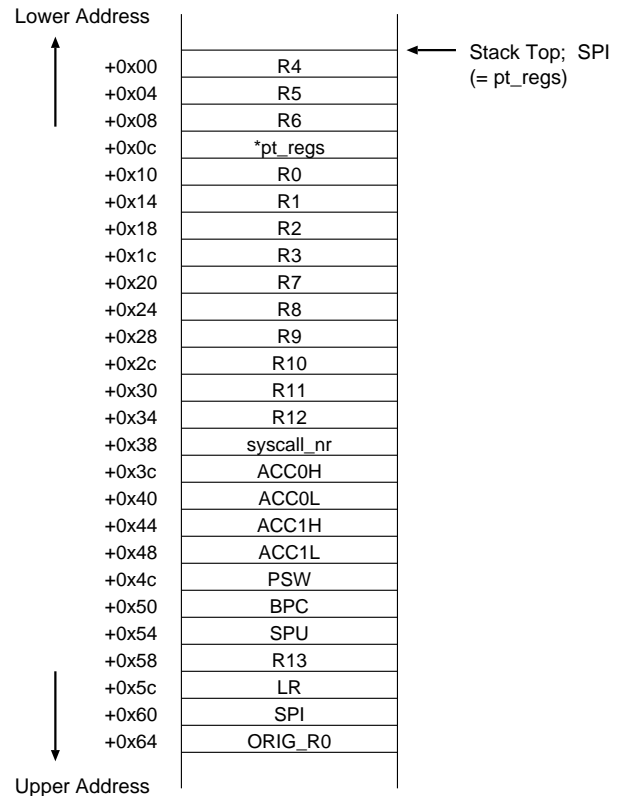 Lower Address
Stack Top; SPI
(= pt_regs)
+0x00 R4
+0x04 R5
+0x08 R6
+0x0c *pt_regs
+0x10 R0
+0x14 R1
+0x18 R2
+0x1c R3
+0x20 R7
+0x24 R8
+0x28 R9
+0x2c R10
+0x30 R11
+0x34 R12
+0x38 syscall_nr
+0x3c ACC0H
+0x40 ACC0L
+0x44 ACC1H
+0x48 ACC1L
+0x4c PSW
+0x50 BPC
+0x54 SPU
+0x58 R13
+0x5c LR
+0x60 SPI
+0x64 ORIG_R0
Upper Address